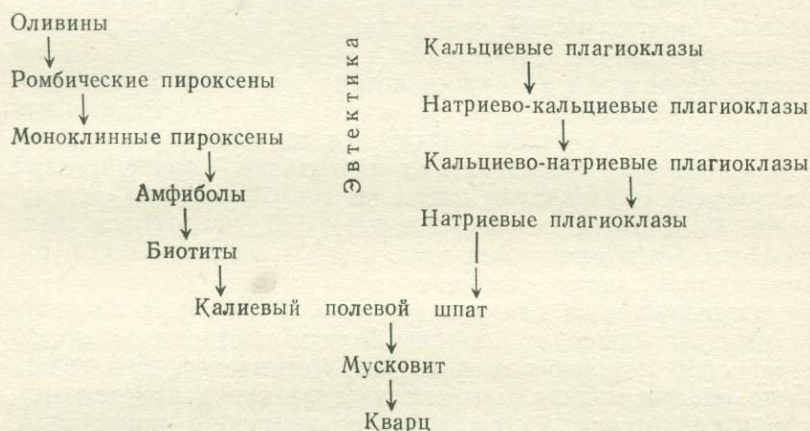 Оливины
Ромбические пироксены
Моноклинные пироксены
Амфиболы
Биотиты
Эвтектика
Кальциевые плагиоклазы
Натриево-кальциевые плагиоклазы
Кальциево-натриевые плагиоклазы
Натриевые плагиоклазы
Калиевый полевой шпат
Мусковит
Кварц